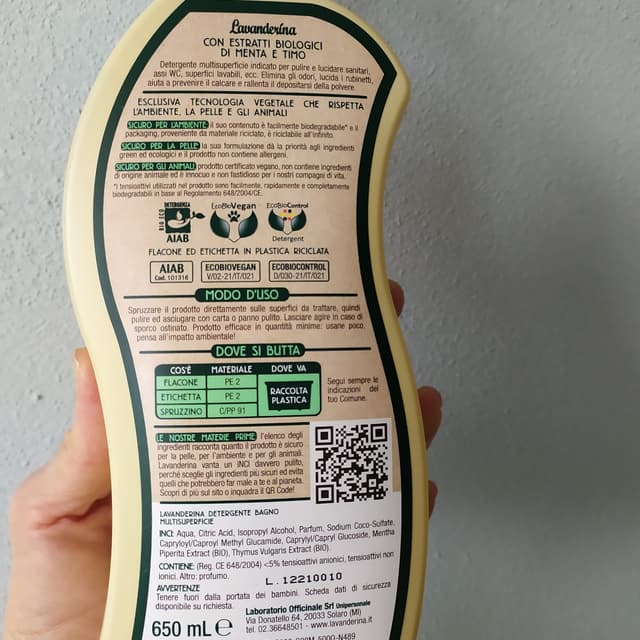 Lavanderina
CON ESTRATTI BIOLOGICI
DI MENTA E TIMO
Detergente multisuperficie indicato per pulire e lucidare sanitari,
assi WC, superfici lavabili, ecc. Elimina gli odori, lucida i rubinetti,
aiuta a prevenire il calcare e rallenta il depositarsi della polvere.
ESCLUSIVA TECNOLOGIA VEGETALE CHE RISPETTA
L'AMBIENTE, LA PELLE E GLI ANIMALI
SICURO PER L'AMBIENTE il suo contenuto è facilmente biodegradabile* e il
packaging, proveniente da materiale riciclato, è riciclabile all'infinito.
SICURO PER LA PELLE la sua formulazione dà la priorità agli ingredienti
green ed ecologici e il prodotto non contiene allergeni.
SICURO PER GLI ANIMALI prodotto certificato vegano, non contiene ingredienti
di origine animale ed è innocuo e non fastidioso per i nostri compagni di vita.
*I tensioattivi utilizzati nel prodotto sono facilmente, rapidamente e completamente
biodegradabili in base al Regolamento 648/2004/CE.
DETERGENZA
BIO ECO
AIAB
EcoBioVegan
EcoBioControl
Detergent
FLACONE ED ETICHETTA IN PLASTICA RICICLATA
AIAB
Cod. 101316
ECOBIOVEGAN
V/02-21/IT/021
ECOBIOCONTROL
D/030-21/IT/021
MODO D'USO
Spruzzare il prodotto direttamente sulle superfici da trattare, quindi
pulire ed asciugare con carta o panno pulito. Lasciare agire in caso di
sporco ostinato. Prodotto efficace in quantità minime: usane poco,
pensa all'impatto ambientale!
DOVE SI BUTTA
COS'È MATERIALE DOVE VA
FLACONE PE 2
ETICHETTA PE 2
SPRUZZINO C/PP 91
RACCOLTA
PLASTICA
Segui sempre le
indicazioni del
tuo Comune.
LE NOSTRE MATERIE PRIME l'elenco degli
ingredienti racconta quanto il prodotto è sicuro
per la pelle, per l'ambiente e per gli animali.
Lavanderina vanta un INCI davvero pulito,
perché sceglie gli ingredienti più sicuri ed evita
quelli che potrebbero far male a te e al pianeta.
Scopri di più sul sito o inquadra il QR Code!
LAVANDERINA DETERGENTE BAGNO
MULTISUPERFICIE
INCI: Aqua, Citric Acid, Isopropyl Alcohol, Parfum, Sodium Coco-Sulfate,
Capryloyl/Caproyl Methyl Glucamide, Caprylyl/Capryl Glucoside, Mentha
Piperita Extract (BIO), Thymus Vulgaris Extract (BIO).
CONTIENE: (Reg. CE 648/2004) <5% tensioattivi anionici, tensioattivi non
ionici. Altro: profumo.
L.12210010
AVVERTENZE
Tenere fuori dalla portata dei bambini. Scheda dati di sicurezza
disponibile su richiesta.
Laboratorio Officinale Srl Unipersonale
Via Donatello 60, 20033 Solaro (MI)
tel. 02.36648501 - www.lavanderina.it
650 mL e